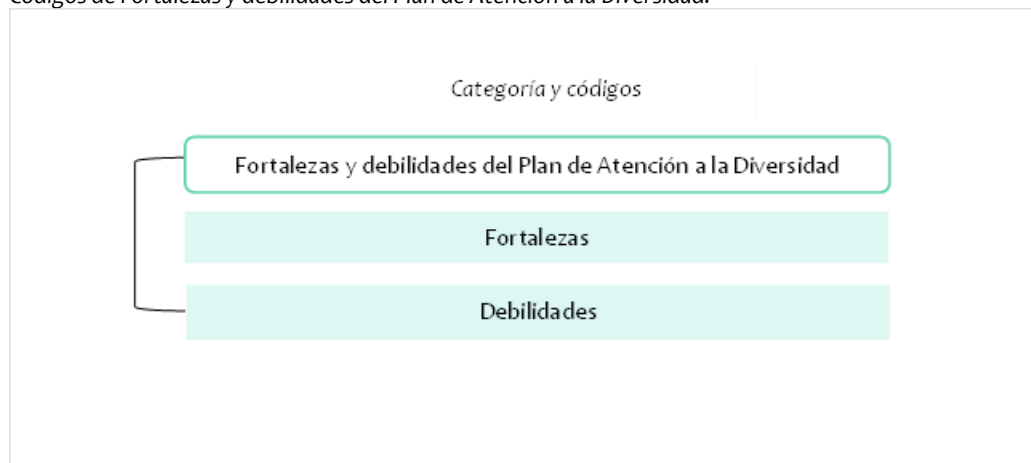 Códigos de Fortalezas y debilidades del Plan de Atención a la Diversidad.
Categoría y códigos
Fortalezas y debilidades del Plan de Atención a la Diversidad
Fortalezas
Debilidades